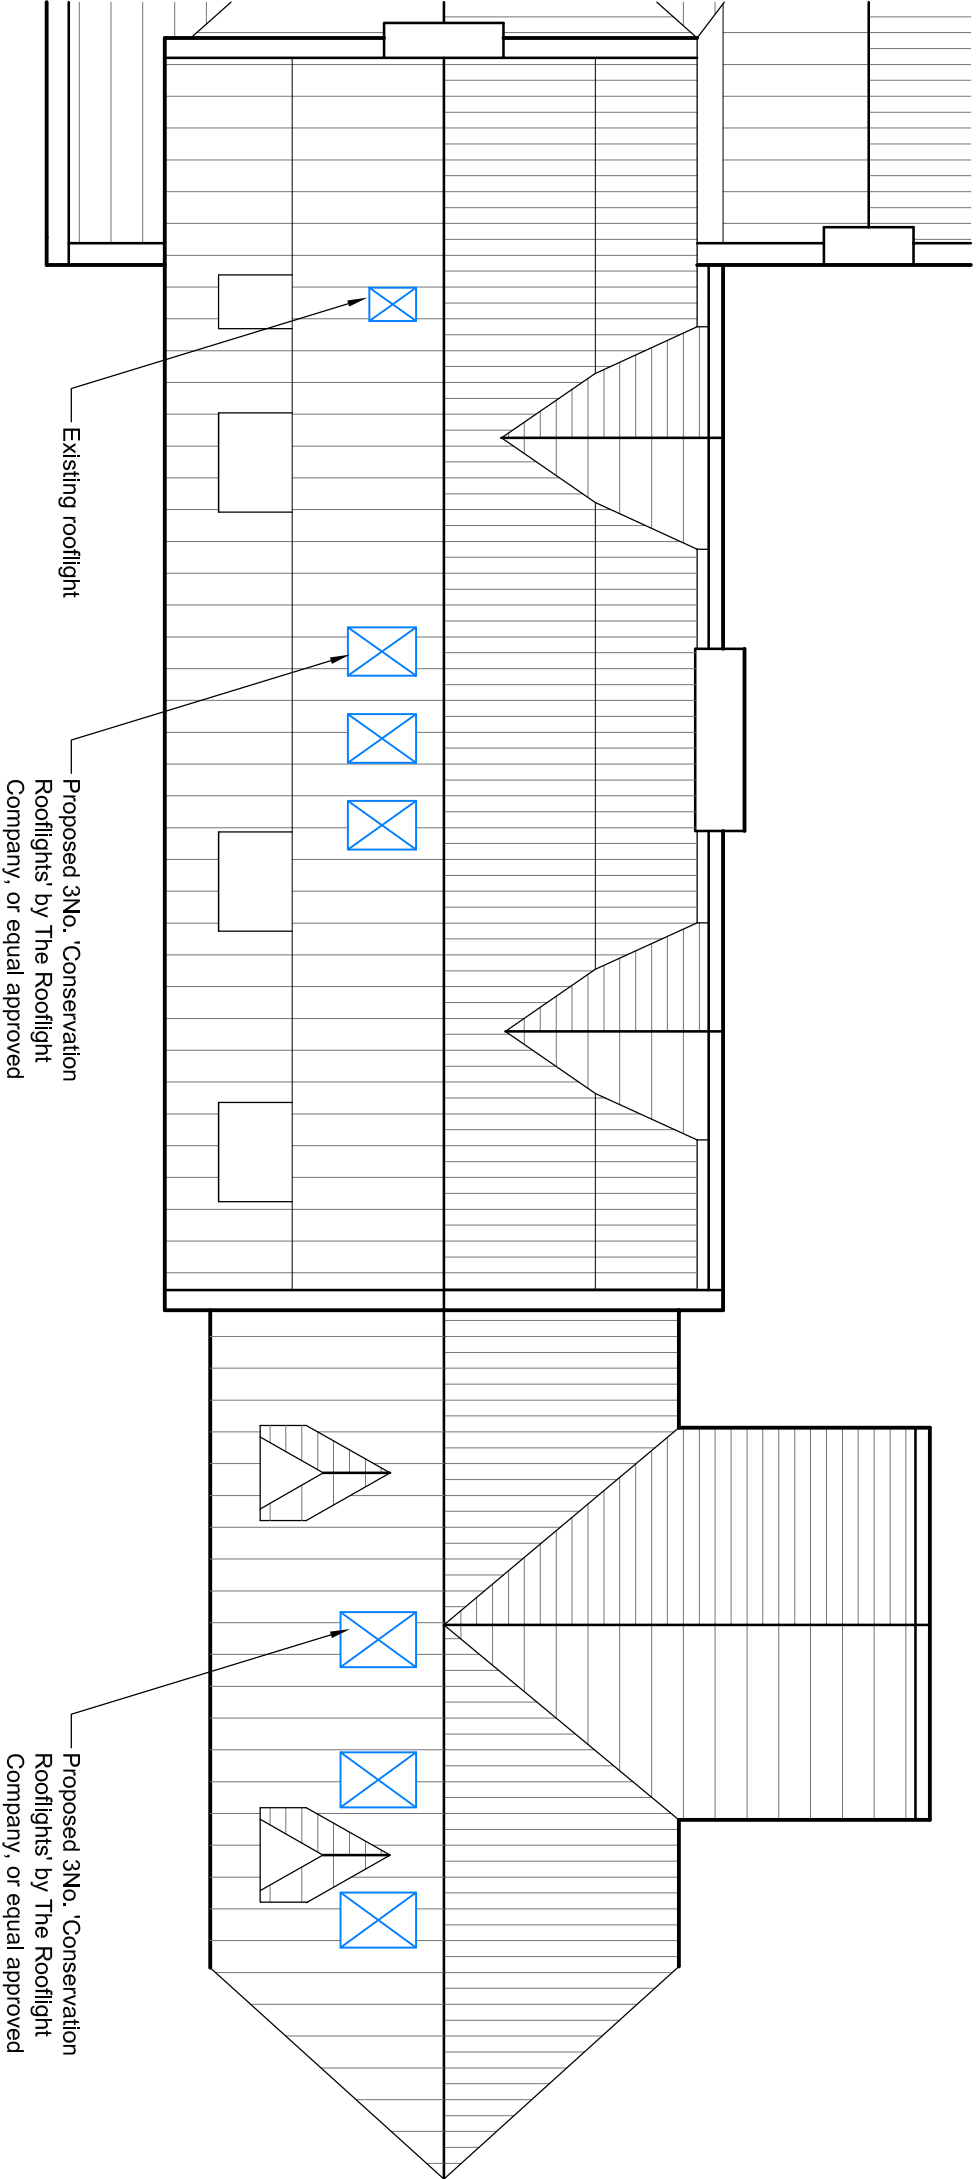 Existing rooflight
Proposed 3No. 'Conservation
Rooflights' by The Rooflight
Company, or equal approved
Proposed 3No. 'Conservation
Rooflights' by The Rooflight
Company, or equal approved